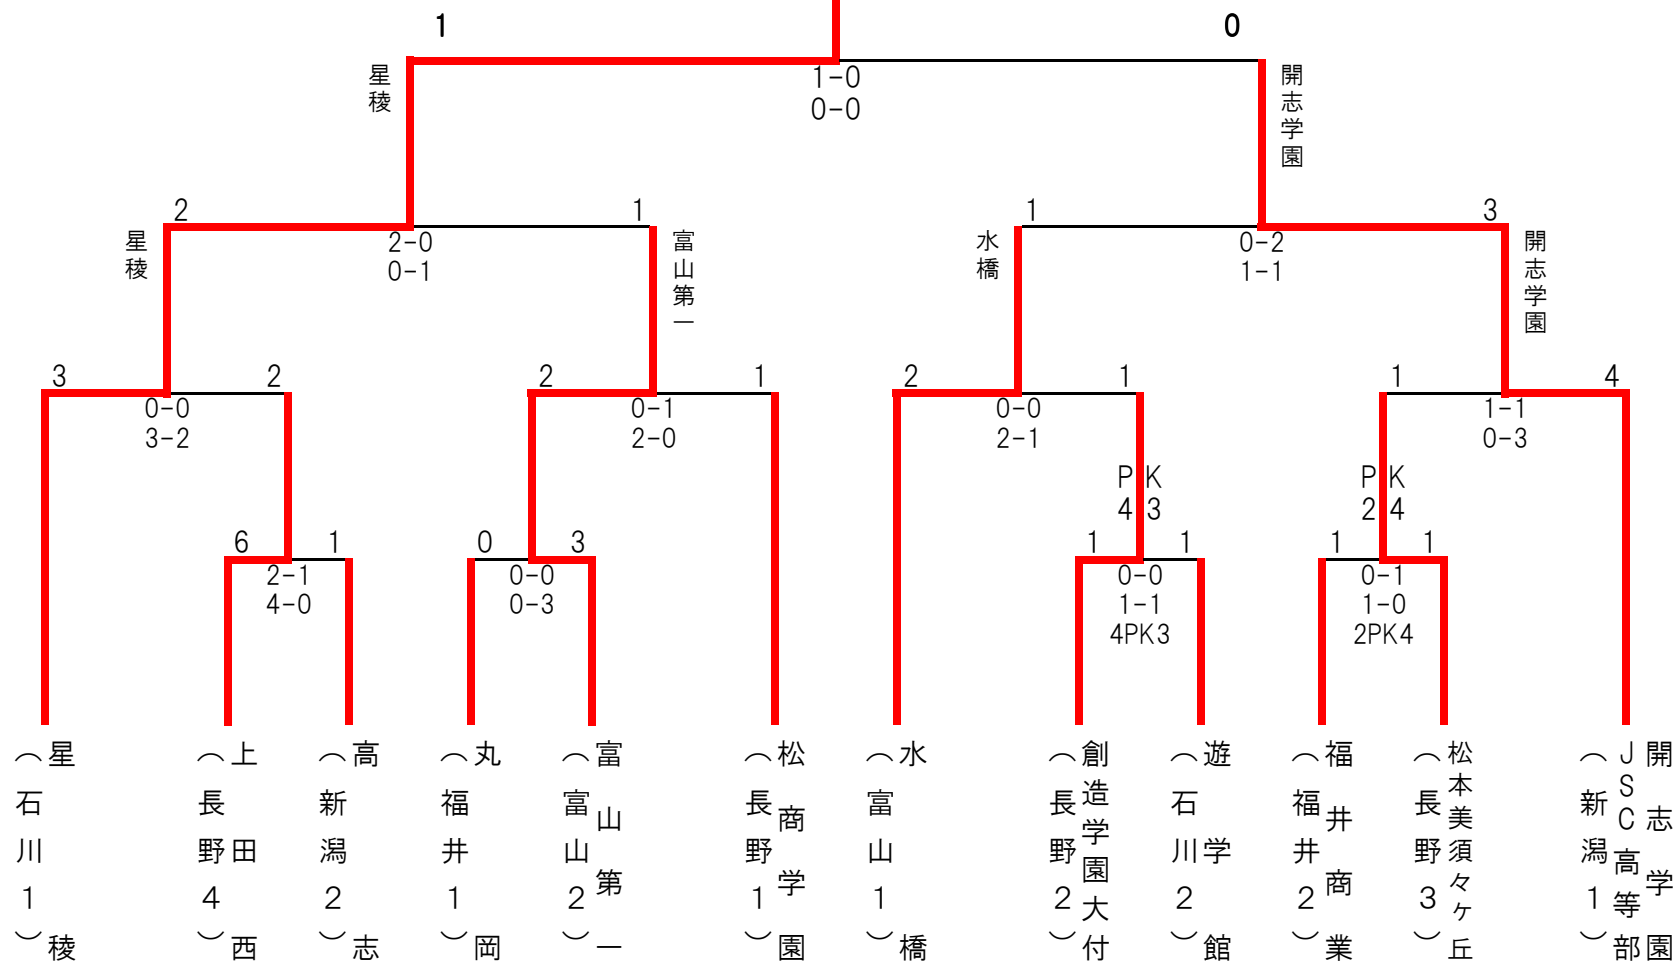 1
0
星稜
1-0
0-0
開志学園
2
1
1
3
星稜
2-0
0-1
富山第一
水橋
0-2
1-1
開志学園
3
2
2
1
2
1
1
4
0-0
3-2
0-1
2-0
0-0
2-1
1-1
0-3
PK
4 3
PK
2 4
6
1
0
3
1
1
1
1
2-1
4-0
0-0
0-3
0-0
1-1
4PK3
0-1
1-0
2PK4
星稜
（石川１）
上田西
（長野４）
高志
（新潟２）
丸岡
（福井１）
富山第一
（富山２）
松商学園
（長野１）
水橋
（富山１）
創造学園大付
（長野２）
遊学館
（石川２）
福井商業
（福井２）
松本美須々ヶ丘
（長野３）
開志学園
ＪＳＣ高等部
（新潟１）